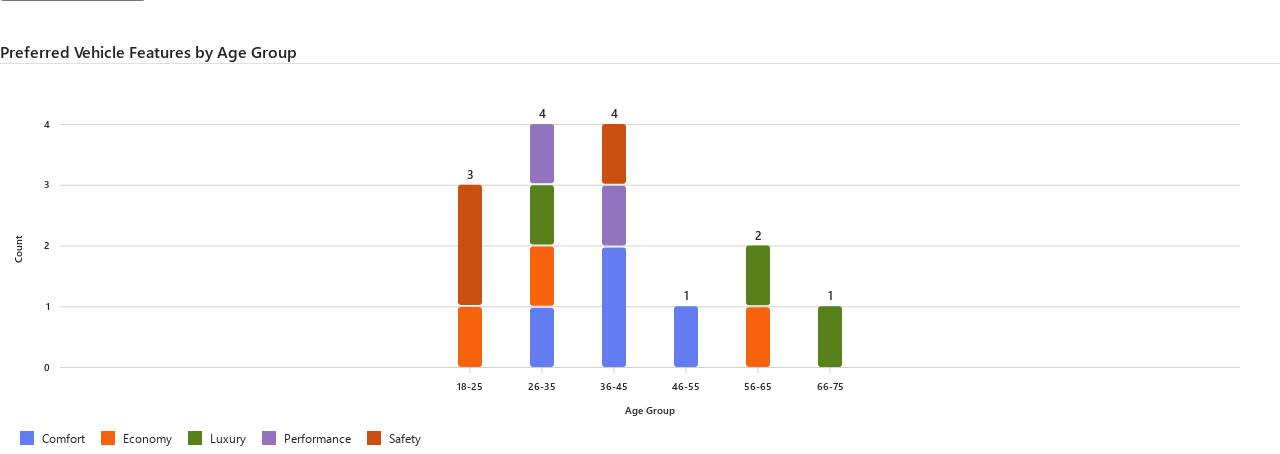 Preferred Vehicle Features by Age Group
4
4
4
3
3
2
2
1
1
1
0
Count
18-25
26-35
36-45
46-55
56-65
66-75
Age Group
Comfort
Economy
Luxury
Performance
Safety